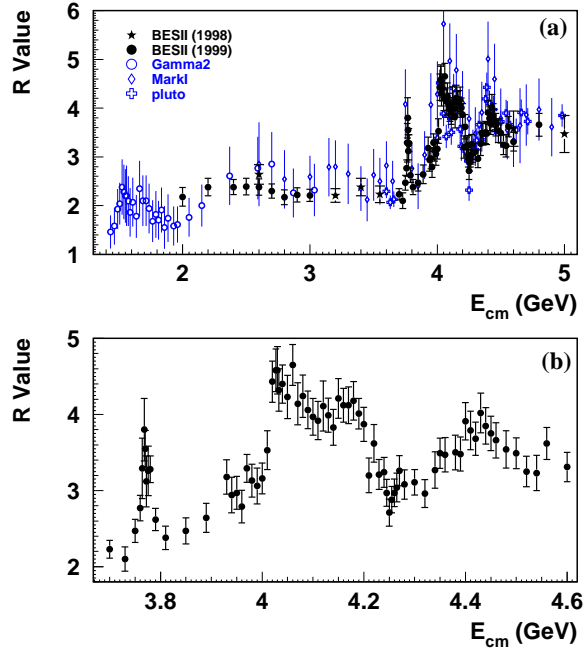 R Value
6
5
4
3
2
1
(a)
BESII (1998)
BESII (1999)
Gamma2
MarkI
pluto
2
3
4
5
E_cm (GeV)
R Value
5
4
3
2
(b)
3.8
4
4.2
4.4
4.6
E_cm (GeV)